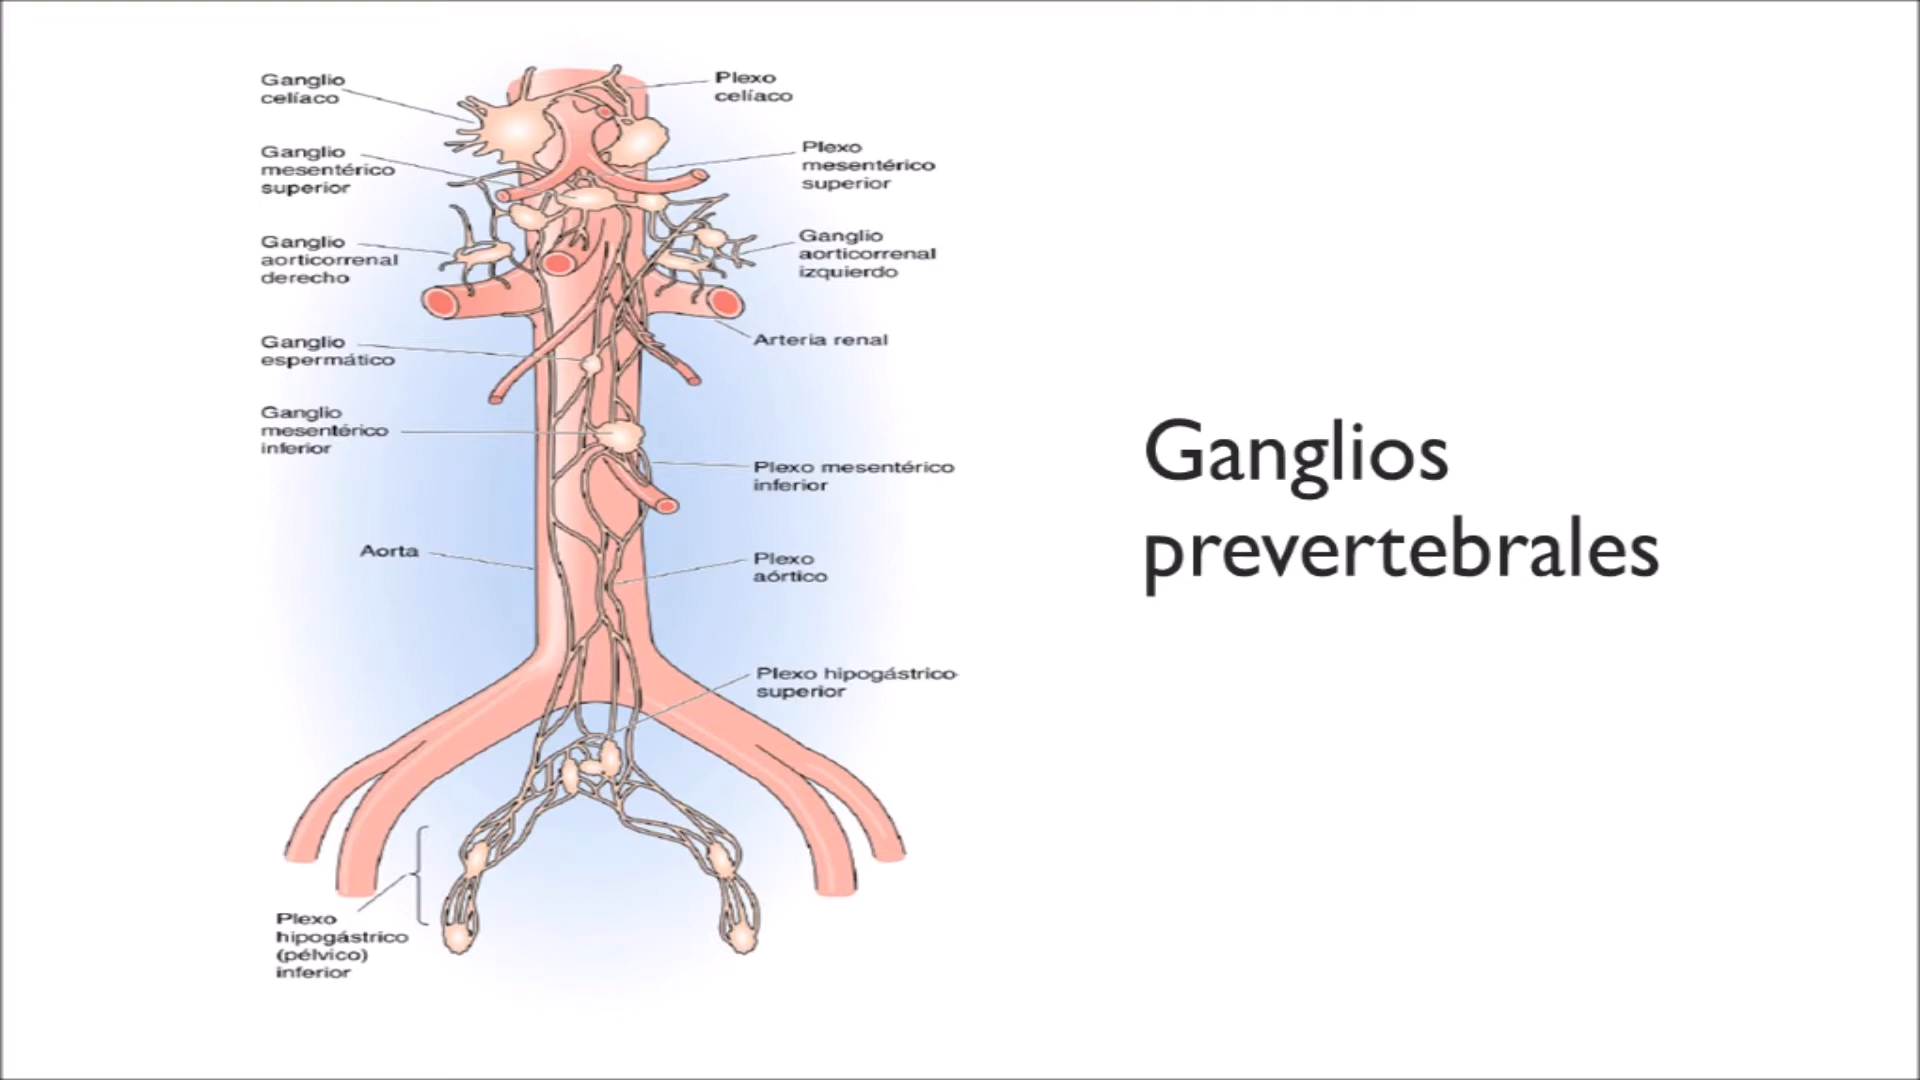 Ganglio
celíaco
Plexo
celíaco
Ganglio
mesentérico
superior
Plexo
mesentérico
superior
Ganglio
aorticorrenal
derecho
Ganglio
aorticorrenal
izquierdo
Arteria renal
Ganglio
espermático
Ganglio
mesentérico
inferior
Plexo mesentérico
inferior
Aorta
Plexo
aórtico
Plexo hipogástrico
superior
Plexo
hipogástrico
(pélvico)
inferior
Ganglios
prevertebrales